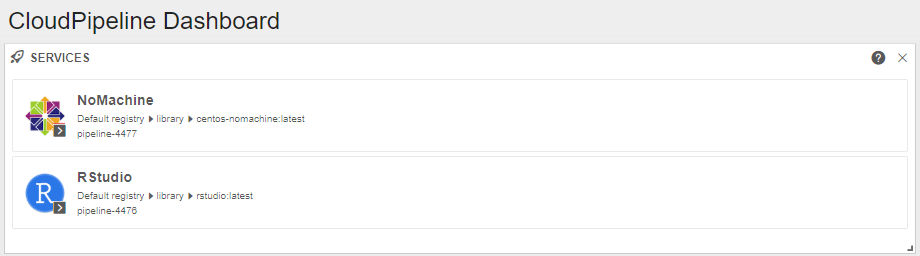 CloudPipeline Dashboard
SERVICES
?
NoMachine
Default registry library centos-nomachine:latest
pipeline-4477
R
RStudio
Default registry library rstudio:latest
pipeline-4476